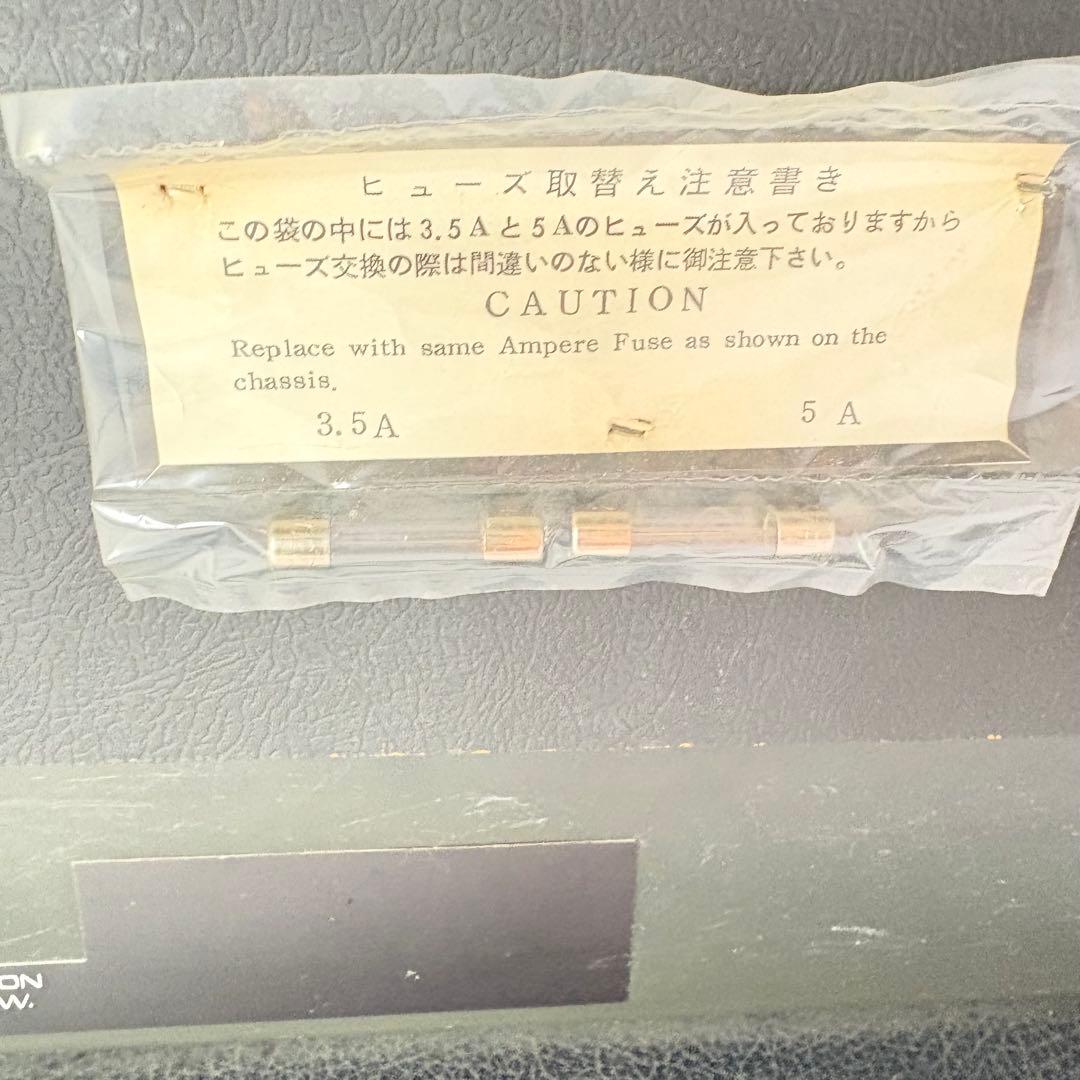 ヒューズ取替え注意書き
この袋の中には3.5Aと5Aのヒューズが入っておりますから
ヒューズ交換の際は間違いのない様に御注意下さい。
CAUTION
Replace with same Ampere Fuse as shown on the
chassis.
3.5A 5 A
ON
W.